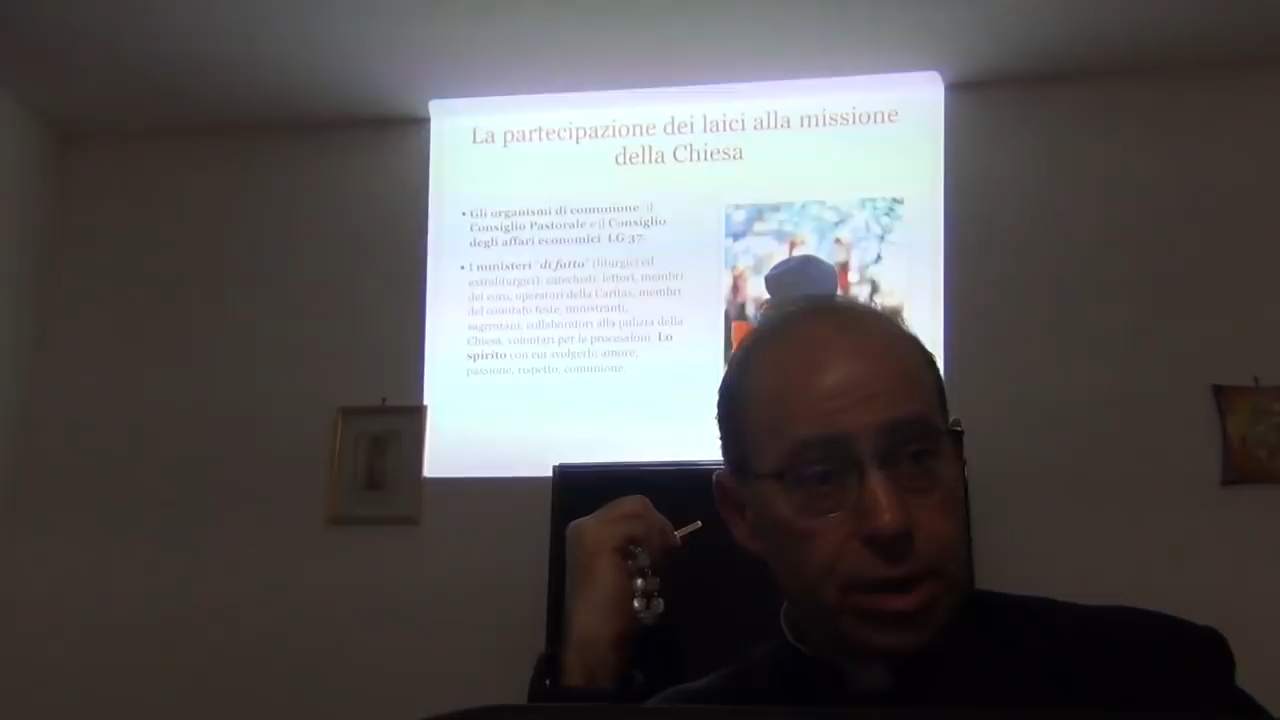 La partecipazione dei laici alla missione
della Chiesa
• Gli organismi di comunione: il
Consiglio Pastorale e il Consiglio
degli affari economici LG 37.
• I ministeri "di fatto" (liturgici ed
extraliturgici): catechisti, lettori, membri
del coro, operatori della Caritas, membri
del comitato feste, ministranti,
sagrestani, collaboratori alla pulizia della
Chiesa, volontari per le processioni. Lo
spirito con cui svolgerli: amore,
passione, rispetto, comunione.